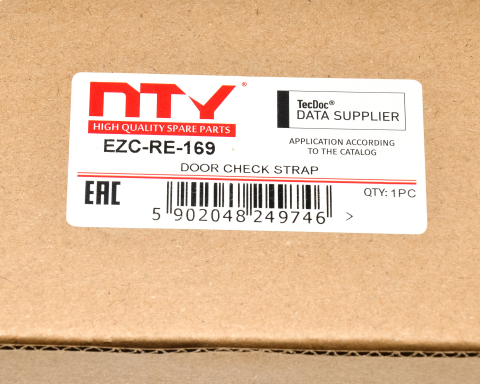 NTY®
HIGH QUALITY SPARE PARTS
TecDoc®
DATA SUPPLIER
EZC-RE-169
APPLICATION ACCORDING
TO THE CATALOG
DOOR CHECK STRAP
EAC
QTY: 1PC
5 902048 249746 >